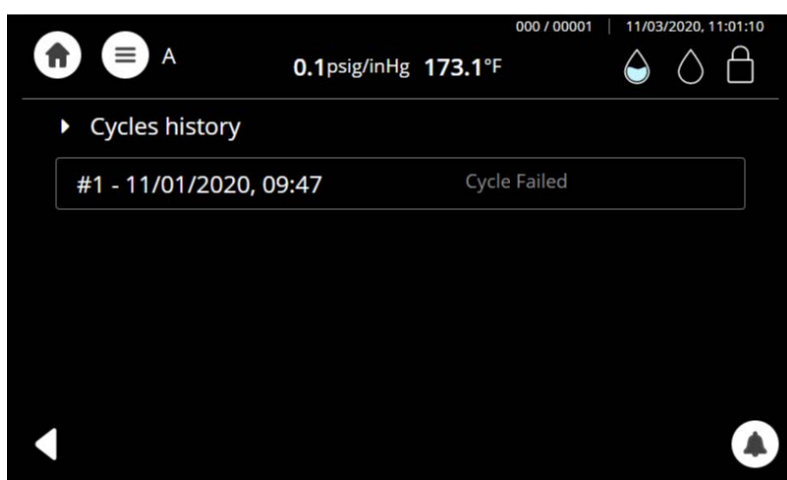 000 / 00001 | 11/03/2020, 11:01:10
A
0.1psig/inHg 173.1°F
Cycles history
#1 - 11/01/2020, 09:47 Cycle Failed